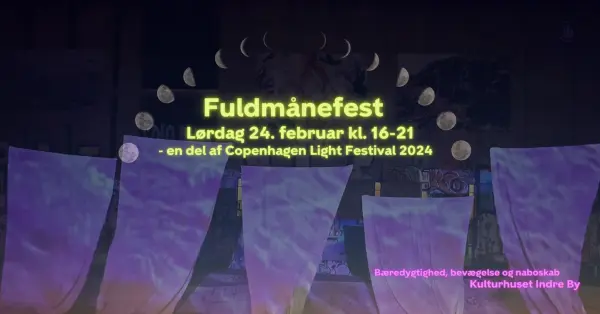 Fuldmånefest
Lørdag 24. februar kl. 16-21
- en del af Copenhagen Light Festival 2024
Bæredygtighed, bevægelse og naboskab
Kulturhuset Indre By